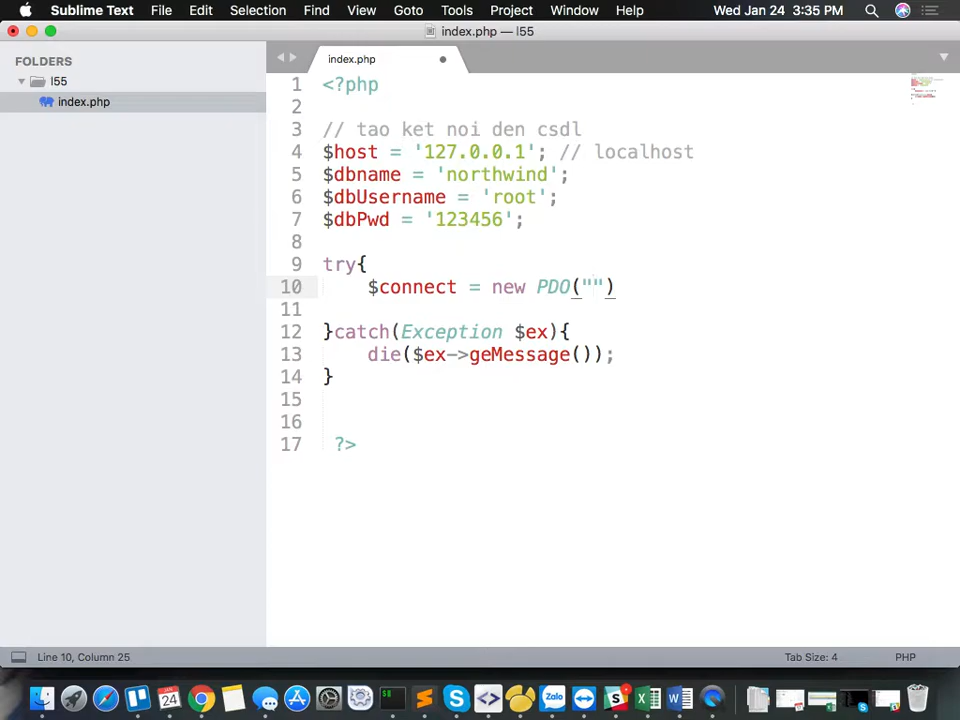 Sublime Text File Edit Selection Find View Goto Tools Project Window Help Wed Jan 24 3:35 PM
index.php — l55
FOLDERS
l55
index.php
index.php
1 <?php
2
3 // tao ket noi den csdl
4 $host = '127.0.0.1'; // localhost
5 $dbname = 'northwind';
6 $dbUsername = 'root';
7 $dbPwd = '123456';
8
9 try{
10 $connect = new PDO("")
11
12 }catch(Exception $ex){
13 die($ex->geMessage());
14 }
15
16
17 ?>
Line 10, Column 25 Tab Size: 4 PHP
JAN
24
Zalo